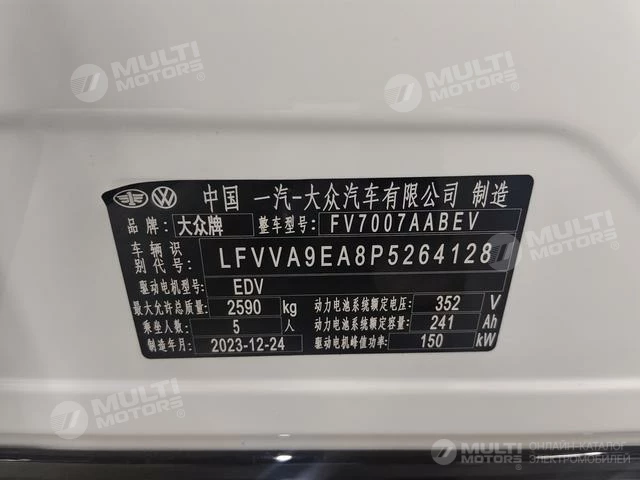 MULTI
MOTORS®
MULTI
MOTORS®
中国 一汽-大众汽车有限公司 制造
品 牌: 大众牌 整车型号: FV7007AABEV
车 辆 识
别 代 号: LFVVA9EA8P5264128
驱动电机型号: EDV
最大允许总质量: 2590 kg 动力电池系统额定电压: 352 V
乘坐人数: 5 人 动力电池系统额定容量: 241 Ah
制造年月: 2023-12-24 驱动电机峰值功率: 150 kW
MULTI
MOTORS®
MULTI
MOTORS®
ОНЛАЙН-КАТАЛОГ
ЭЛЕКТРОМОБИЛЕЙ